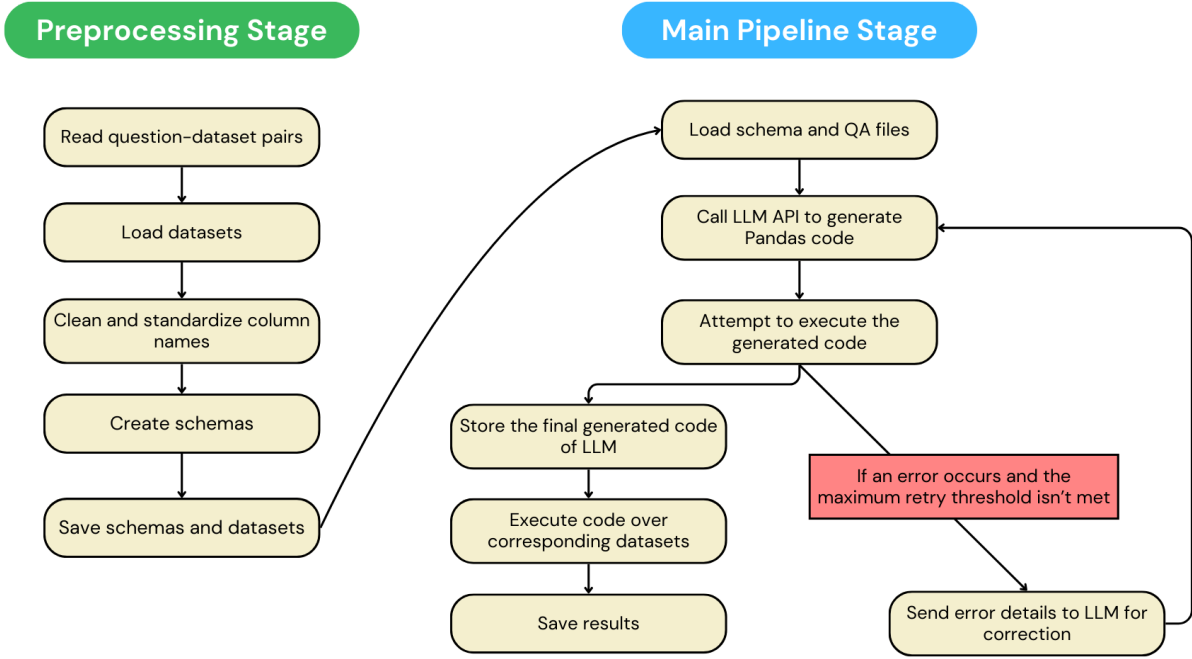 Preprocessing Stage
Read question-dataset pairs
Load datasets
Clean and standardize column
names
Create schemas
Save schemas and datasets
Main Pipeline Stage
Load schema and QA files
Call LLM API to generate
Pandas code
Attempt to execute the
generated code
Store the final generated code
of LLM
Execute code over
corresponding datasets
Save results
If an error occurs and the
maximum retry threshold isn't met
Send error details to LLM for
correction